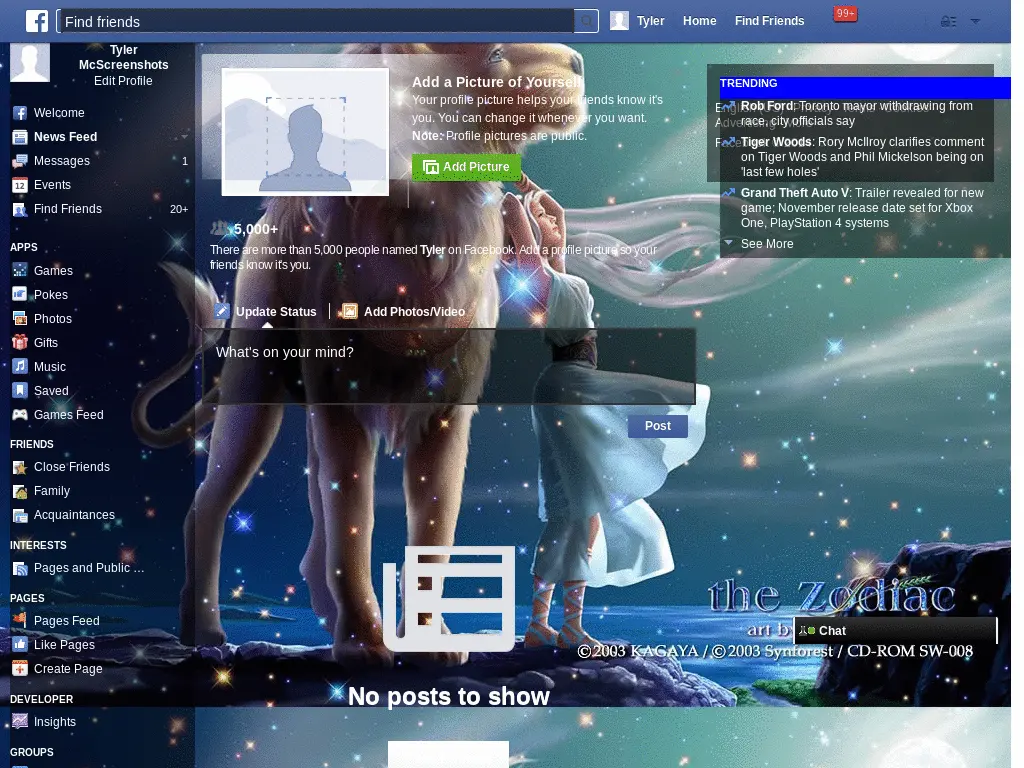 Find friends
Tyler
Home
Find Friends
99+
Tyler
McScreenshots
Edit Profile
Welcome
News Feed
Messages
1
Events
12
Find Friends
20+
APPS
Games
Pokes
Photos
Gifts
Music
Saved
Games Feed
FRIENDS
Close Friends
Family
Acquaintances
INTERESTS
Pages and Public ...
PAGES
Pages Feed
Like Pages
Create Page
DEVELOPER
Insights
GROUPS
Add a Picture of Yourself
Your profile picture helps your friends know it's
you. You can change it whenever you want.
Note: Profile pictures are public.
Add Picture
5,000+
There are more than 5,000 people named Tyler on Facebook. Add a profile picture so your
friends know it's you.
Update Status
Add Photos/Video
What's on your mind?
Post
No posts to show
TRENDING
Rob Ford: Toronto mayor withdrawing from
race, city officials say
Tiger Woods: Rory McIlroy clarifies comment
on Tiger Woods and Phil Mickelson being on
'last few holes'
Grand Theft Auto V: Trailer revealed for new
game; November release date set for Xbox
One, PlayStation 4 systems
See More
the Zodiac
art by
Chat
©2003 KAGAYA / ©2003 Synforest / CD-ROM SW-008